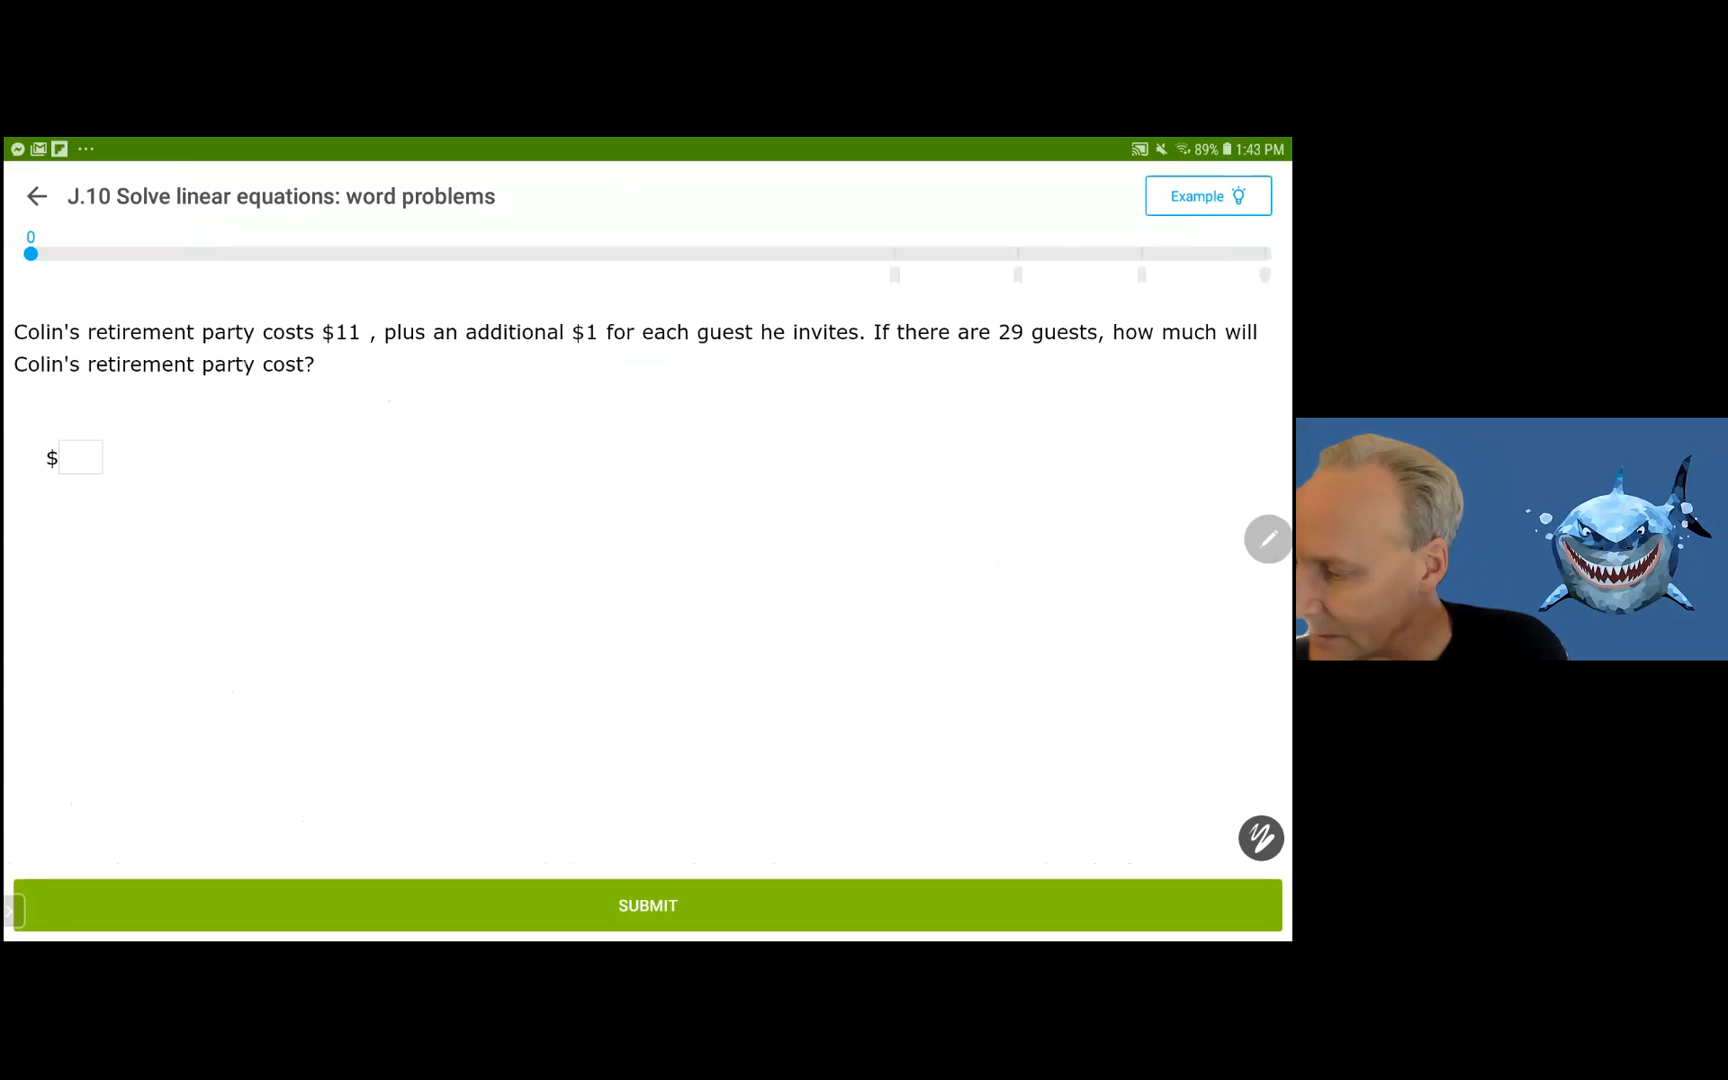 89% 1:43 PM
J.10 Solve linear equations: word problems
Example
0
Colin's retirement party costs $11 , plus an additional $1 for each guest he invites. If there are 29 guests, how much will
Colin's retirement party cost?
$
SUBMIT